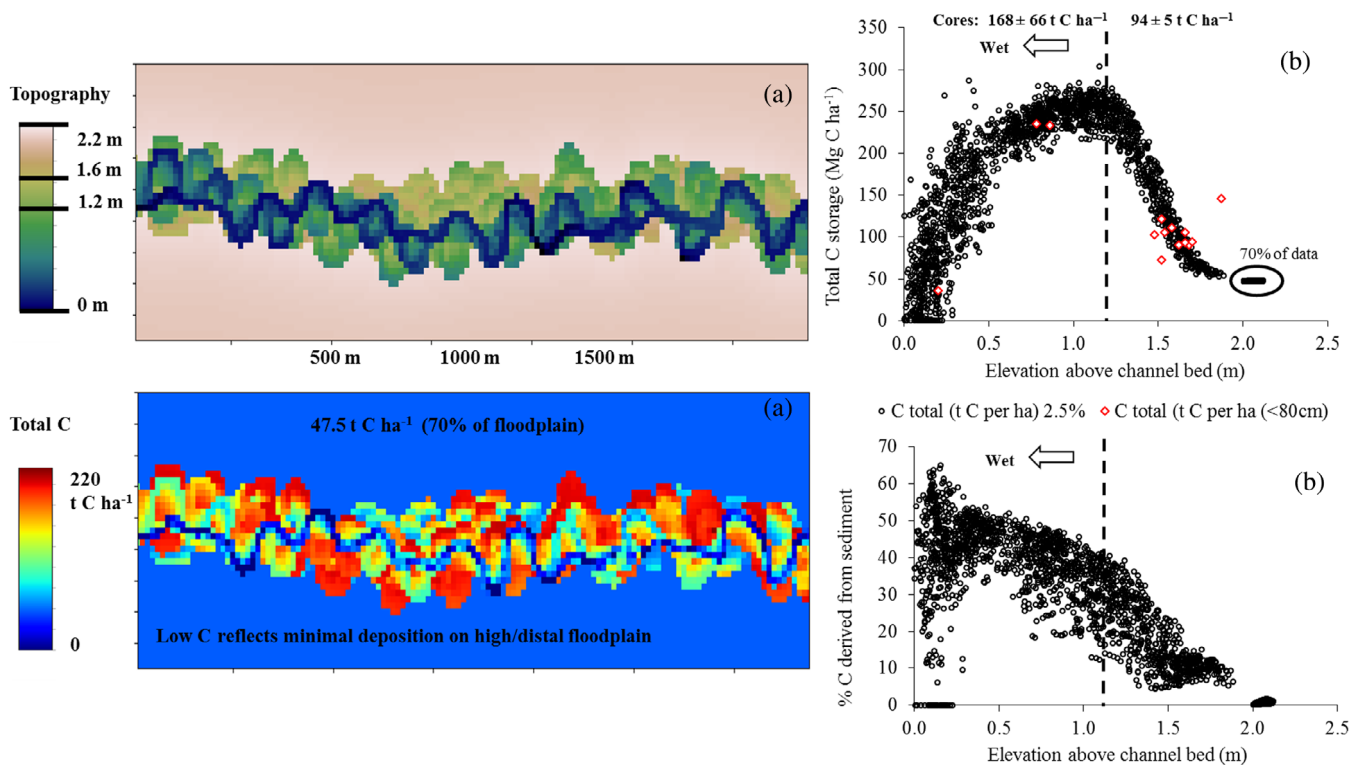 Topography
2.2 m
1.6 m
1.2 m
0 m
(a)
500 m
1000 m
1500 m
Total C
220
t C ha⁻¹
0
(a)
47.5 t C ha⁻¹ (70% of floodplain)
Low C reflects minimal deposition on high/distal floodplain
Cores: 168 ± 66 t C ha⁻¹
94 ± 5 t C ha⁻¹
Wet
(b)
Total C storage (Mg C ha⁻¹)
350
300
250
200
150
100
50
0
70% of data
0.0 0.5 1.0 1.5 2.0 2.5
Elevation above channel bed (m)
C total (t C per ha) 2.5%
C total (t C per ha (<80cm)
Wet
(b)
% C derived from sediment
70
60
50
40
30
20
10
0
0.0 0.5 1.0 1.5 2.0 2.5
Elevation above channel bed (m)